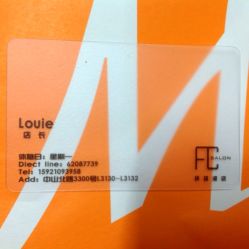 Louie
店 长
休息日：星期一
Diect line: 62087739
Tel: 15921093958
Add: 中山北路3300号L3130-L3132
FTC SALON